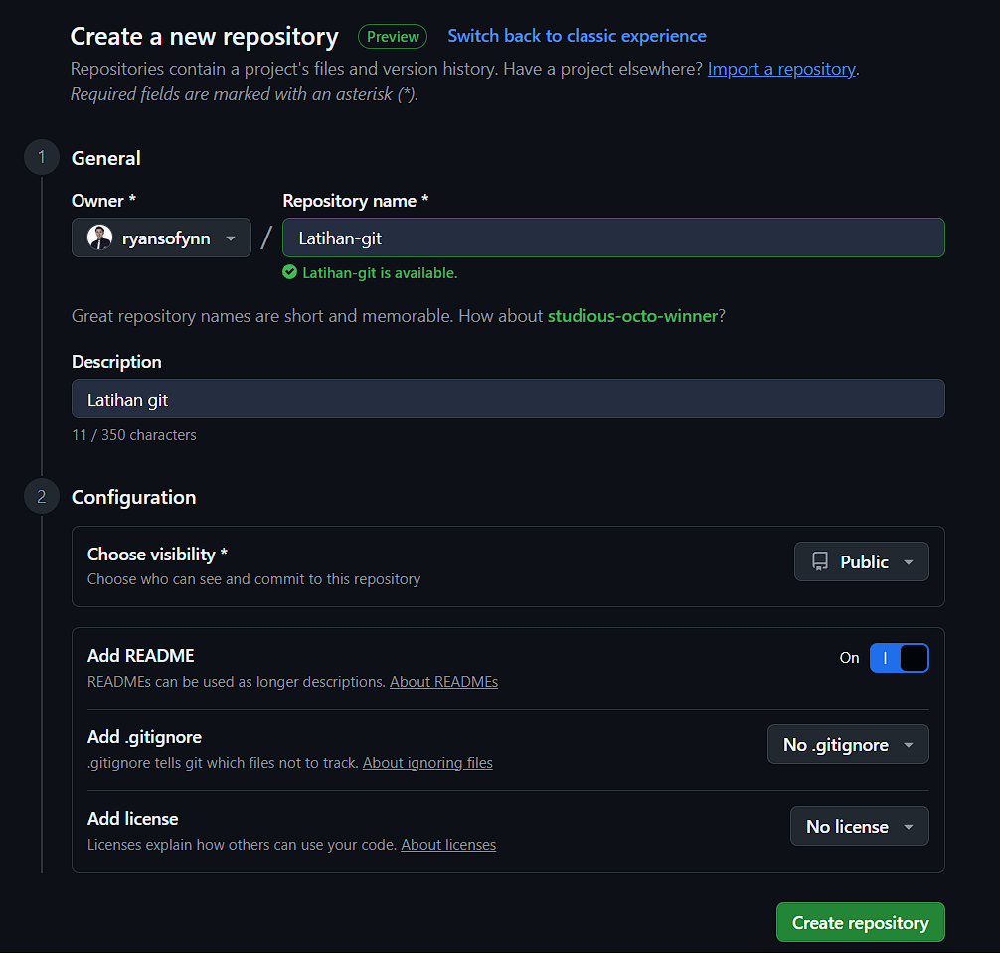 Create a new repository Preview Switch back to classic experience
Repositories contain a project's files and version history. Have a project elsewhere? Import a repository.
Required fields are marked with an asterisk (*).
1 General
Owner * Repository name *
ryansofynn / Latihan-git
Latihan-git is available.
Great repository names are short and memorable. How about studious-octo-winner?
Description
Latihan git
11 / 350 characters
2 Configuration
Choose visibility * Public
Choose who can see and commit to this repository
Add README On
READMEs can be used as longer descriptions. About READMEs
Add .gitignore No .gitignore
.gitignore tells git which files not to track. About ignoring files
Add license No license
Licenses explain how others can use your code. About licenses
Create repository